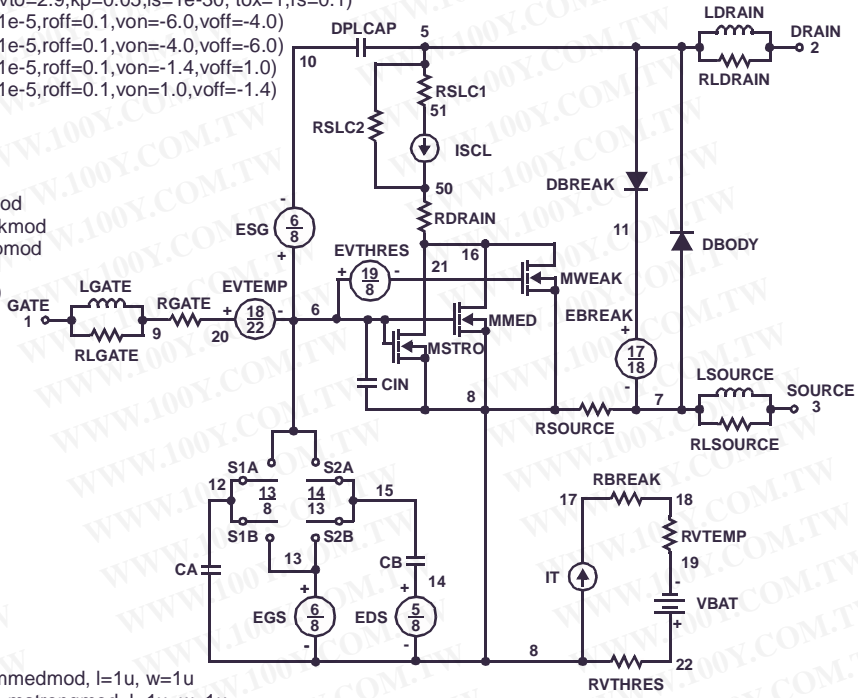 vto=2.9,kp=0.05,is=1e-30, tox=1,rs=0.1)
1e-5,roff=0.1,von=-6.0,voff=-4.0)
1e-5,roff=0.1,von=-4.0,voff=-6.0)
1e-5,roff=0.1,von=-1.4,voff=1.0)
1e-5,roff=0.1,von=1.0,voff=-1.4)
DPLCAP 5
10
LDRAIN
DRAIN
2
RLDRAIN
RSLC1
51
RSLC2
ISCL
50
RDRAIN
DBREAK
11
DBODY
od
kmod
omod
ESG 6
8
- +
EVTHRES
+ 19 -
8
21
16
MWEAK
LGATE
GATE
1
RLGATE
9
RGATE
20
EVTEMP
+ 18 -
22
6
MMED
MSTRO
CIN
EBREAK
+
17
18
-
8
RSOURCE
7
LSOURCE
SOURCE
3
RLSOURCE
S1A
S2A
12
13
8
14
13
15
S1B
S2B
13
CA
CB
14
EGS + 6
8 -
EDS + 5
8 -
RBREAK
17
18
RVTEMP
19
IT
- VBAT
+
8
22
RVTHRES
mmedmod, l=1u, w=1u
WWW.100Y.COM.TW